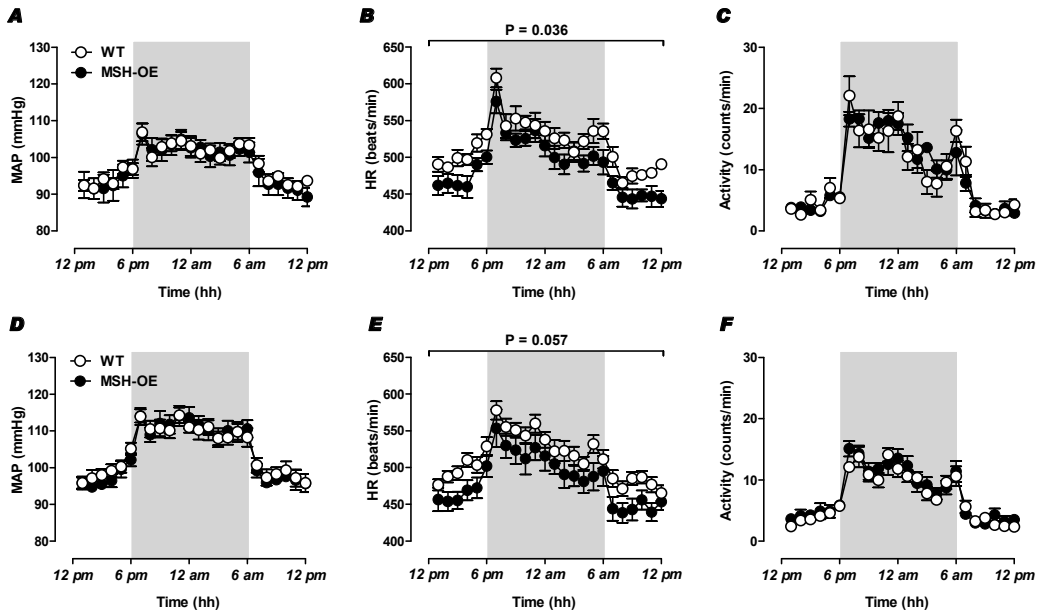 A
WT
MSH-OE
MAP (mmHg)
130
120
110
100
90
80
12 pm 6 pm 12 am 6 am 12 pm
Time (hh)
B
P = 0.036
HR (beats/min)
650
600
550
500
450
400
12 pm 6 pm 12 am 6 am 12 pm
Time (hh)
C
Activity (counts/min)
30
20
10
0
12 pm 6 pm 12 am 6 am 12 pm
Time (hh)
D
WT
MSH-OE
MAP (mmHg)
130
120
110
100
90
80
12 pm 6 pm 12 am 6 am 12 pm
Time (hh)
E
P = 0.057
HR (beats/min)
650
600
550
500
450
400
12 pm 6 pm 12 am 6 am 12 pm
Time (hh)
F
Activity (counts/min)
30
20
10
0
12 pm 6 pm 12 am 6 am 12 pm
Time (hh)